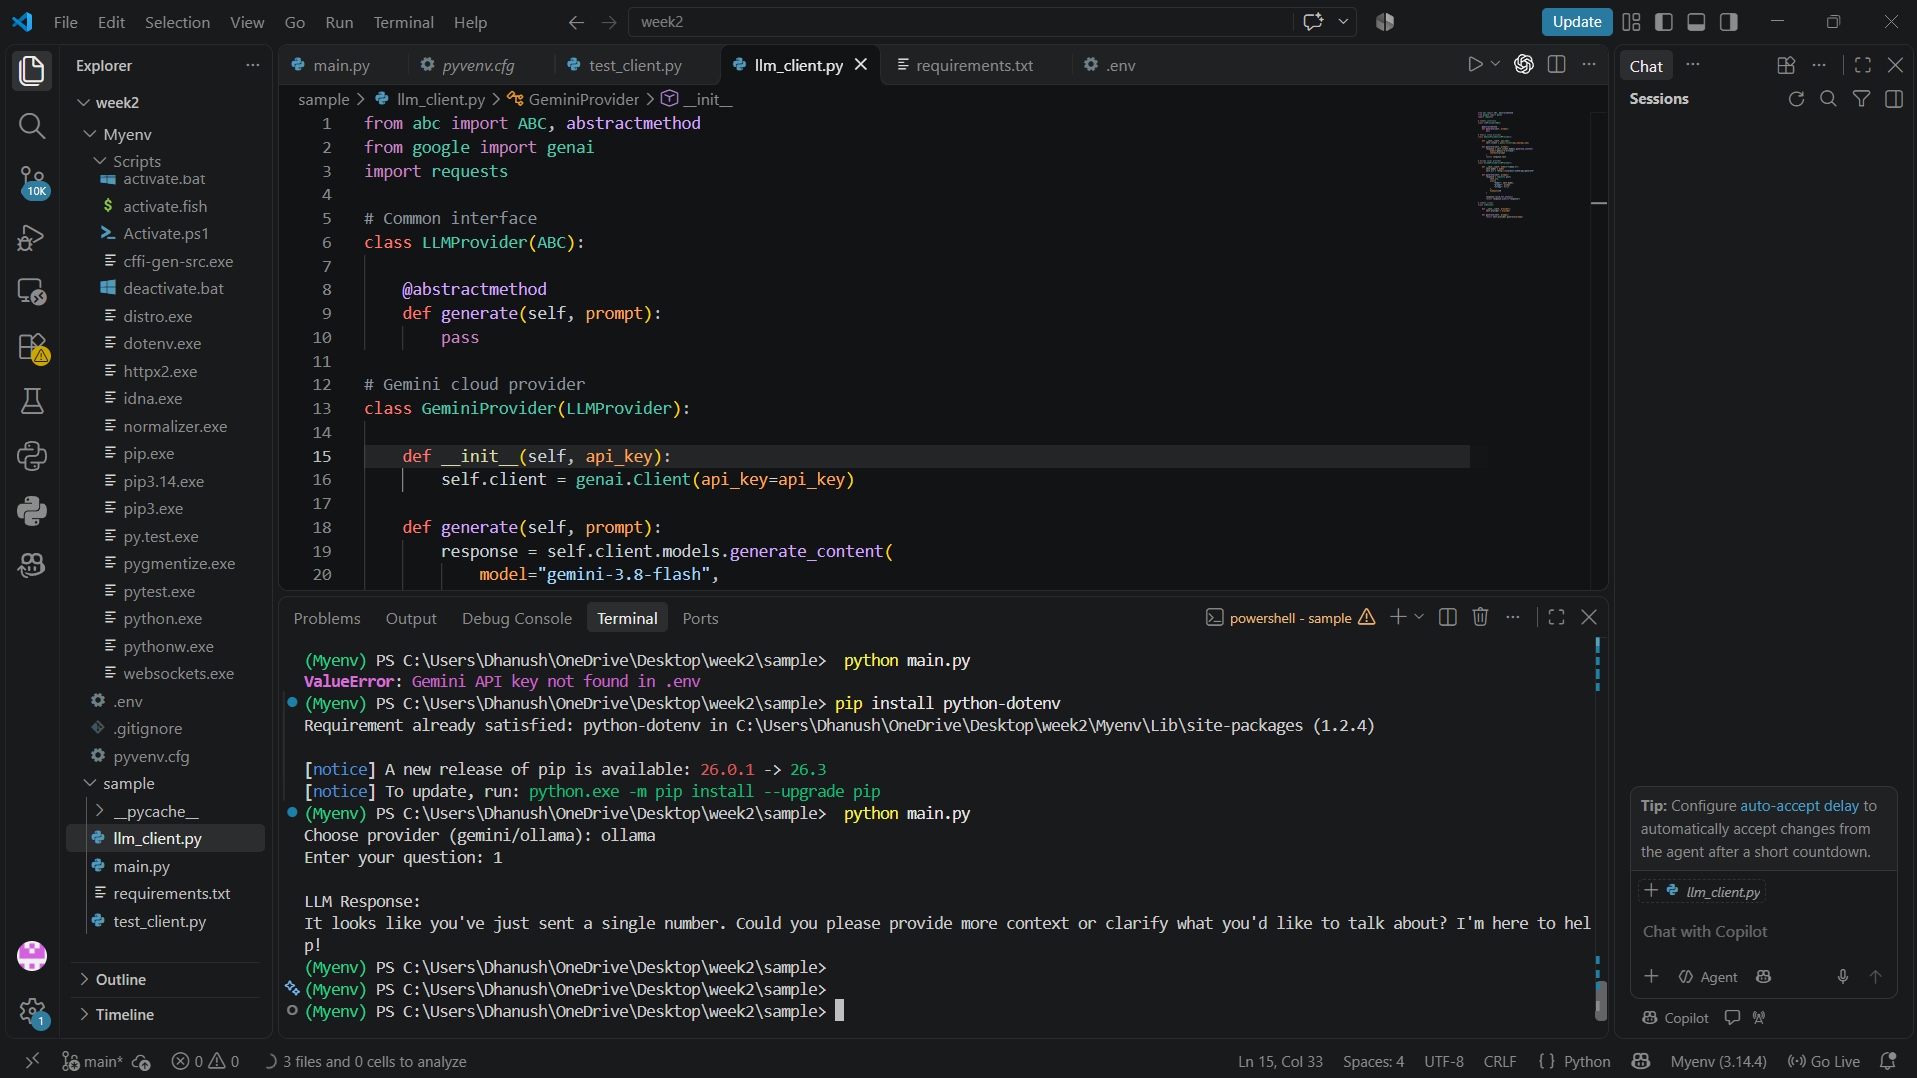 File Edit Selection View Go Run Terminal Help
week2
Update
Explorer
week2
Myenv
Scripts
activate.bat
activate.fish
Activate.ps1
cffi-gen-src.exe
deactivate.bat
distro.exe
dotenv.exe
httpx2.exe
idna.exe
normalizer.exe
pip.exe
pip3.14.exe
pip3.exe
py.test.exe
pygmentize.exe
pytest.exe
python.exe
pythonw.exe
websockets.exe
.env
.gitignore
pyvenv.cfg
sample
__pycache__
llm_client.py
main.py
requirements.txt
test_client.py
Outline
Timeline
10K
1
main.py pyvenv.cfg test_client.py llm_client.py requirements.txt .env
sample > llm_client.py > GeminiProvider > __init__
1 from abc import ABC, abstractmethod
2 from google import genai
3 import requests
4
5 # Common interface
6 class LLMProvider(ABC):
7
8 @abstractmethod
9 def generate(self, prompt):
10 pass
11
12 # Gemini cloud provider
13 class GeminiProvider(LLMProvider):
14
15 def __init__(self, api_key):
16 self.client = genai.Client(api_key=api_key)
17
18 def generate(self, prompt):
19 response = self.client.models.generate_content(
20 model="gemini-3.8-flash",
Problems Output Debug Console Terminal Ports
powershell - sample
(Myenv) PS C:\Users\Dhanush\OneDrive\Desktop\week2\sample> python main.py
ValueError: Gemini API key not found in .env
(Myenv) PS C:\Users\Dhanush\OneDrive\Desktop\week2\sample> pip install python-dotenv
Requirement already satisfied: python-dotenv in C:\Users\Dhanush\OneDrive\Desktop\week2\Myenv\Lib\site-packages (1.2.4)
[notice] A new release of pip is available: 26.0.1 -> 26.3
[notice] To update, run: python.exe -m pip install --upgrade pip
(Myenv) PS C:\Users\Dhanush\OneDrive\Desktop\week2\sample> python main.py
Choose provider (gemini/ollama): ollama
Enter your question: 1
LLM Response:
It looks like you've just sent a single number. Could you please provide more context or clarify what you'd like to talk about? I'm here to hel
p!
(Myenv) PS C:\Users\Dhanush\OneDrive\Desktop\week2\sample>
(Myenv) PS C:\Users\Dhanush\OneDrive\Desktop\week2\sample>
(Myenv) PS C:\Users\Dhanush\OneDrive\Desktop\week2\sample>
Chat
Sessions
Tip: Configure auto-accept delay to
automatically accept changes from
the agent after a short countdown.
llm_client.py
Chat with Copilot
Agent
Copilot
main* 0 0 3 files and 0 cells to analyze
Ln 15, Col 33 Spaces: 4 UTF-8 CRLF { } Python Myenv (3.14.4) Go Live